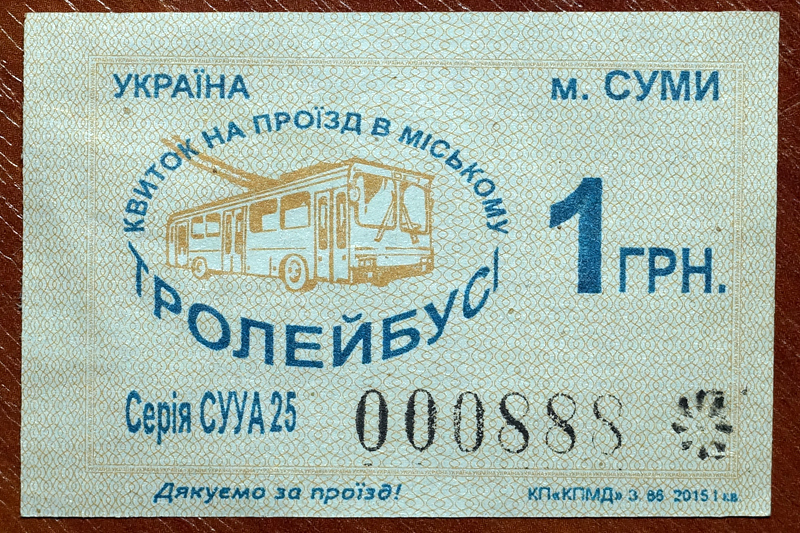 УКРАЇНА
м. СУМИ
КВИТОК НА ПРОЇЗД В МІСЬКОМУ
ТРОЛЕЙБУСІ
1 ГРН.
Серія СУУА 25
000888
Дякуємо за проїзд!
КП«КПМД» З. 86 2015 І кв.